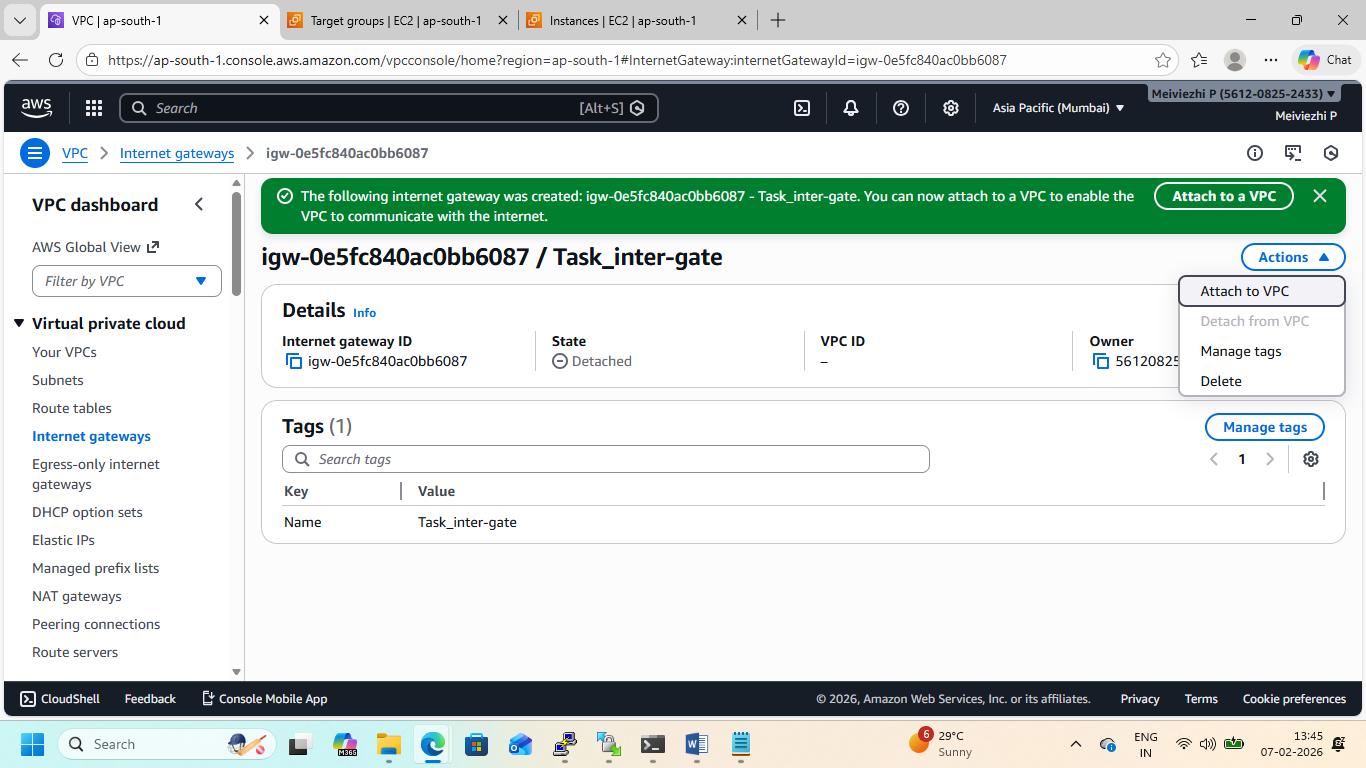 VPC | ap-south-1
Target groups | EC2 | ap-south-1
Instances | EC2 | ap-south-1
https://ap-south-1.console.aws.amazon.com/vpcconsole/home?region=ap-south-1#InternetGateway:internetGatewayId=igw-0e5fc840ac0bb6087
Chat
aws
Search
[Alt+S]
Asia Pacific (Mumbai)
Meiviezhi P (5612-0825-2433)
Meiviezhi P
VPC
Internet gateways
igw-0e5fc840ac0bb6087
VPC dashboard
AWS Global View
Filter by VPC
Virtual private cloud
Your VPCs
Subnets
Route tables
Internet gateways
Egress-only internet
gateways
DHCP option sets
Elastic IPs
Managed prefix lists
NAT gateways
Peering connections
Route servers
The following internet gateway was created: igw-0e5fc840ac0bb6087 - Task_inter-gate. You can now attach to a VPC to enable the
VPC to communicate with the internet.
Attach to a VPC
igw-0e5fc840ac0bb6087 / Task_inter-gate
Actions
Attach to VPC
Detach from VPC
Manage tags
Delete
Details Info
Internet gateway ID
igw-0e5fc840ac0bb6087
State
Detached
VPC ID
–
Owner
56120825
Tags (1)
Manage tags
Search tags
1
Key
Value
Name
Task_inter-gate
CloudShell
Feedback
Console Mobile App
© 2026, Amazon Web Services, Inc. or its affiliates.
Privacy
Terms
Cookie preferences
Search
M365
6
29°C
Sunny
ENG
IN
13:45
07-02-2026